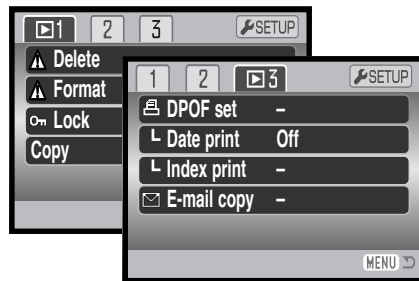 1 2 3 SETUP
Delete
Format
Lock
Copy
1 2 3 SETUP
DPOF set –
Date print Off
Index print –
E-mail copy –
MENU